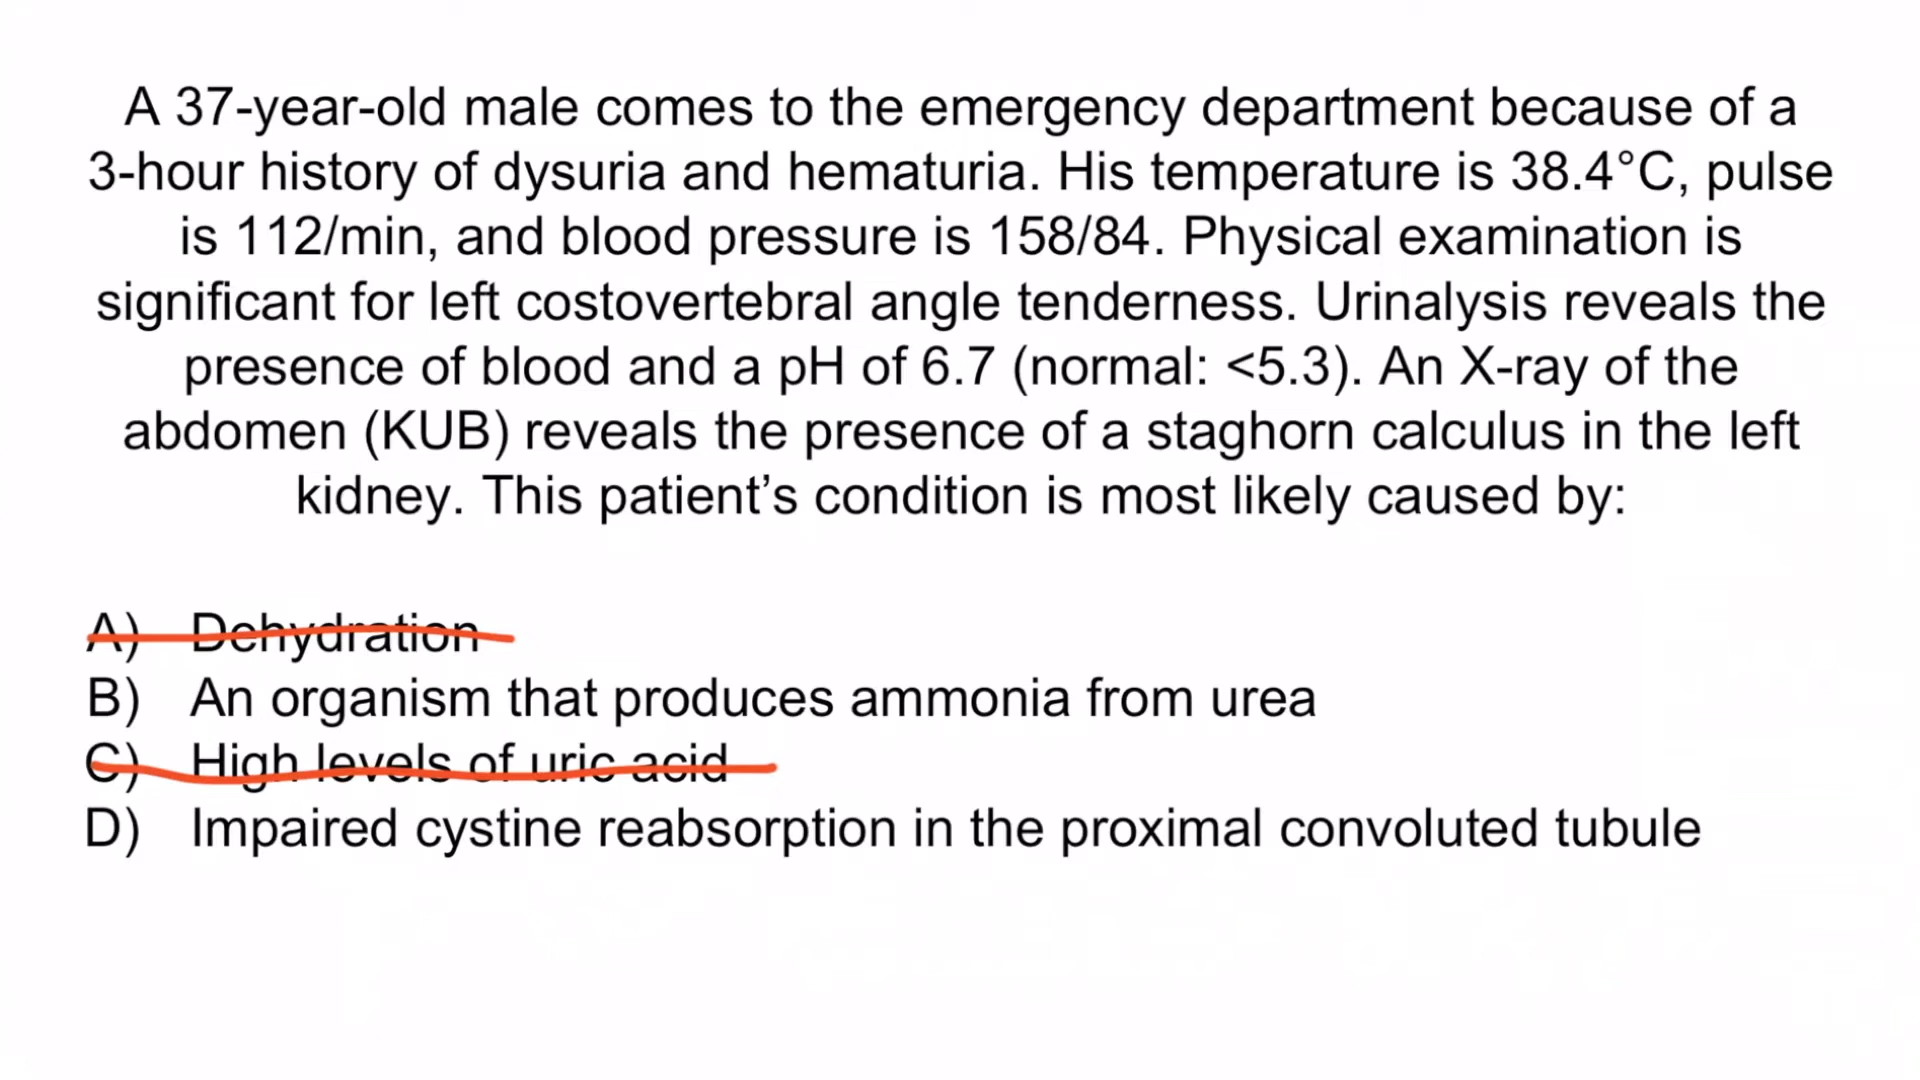 A 37-year-old male comes to the emergency department because of a
3-hour history of dysuria and hematuria. His temperature is 38.4°C, pulse
is 112/min, and blood pressure is 158/84. Physical examination is
significant for left costovertebral angle tenderness. Urinalysis reveals the
presence of blood and a pH of 6.7 (normal: <5.3). An X-ray of the
abdomen (KUB) reveals the presence of a staghorn calculus in the left
kidney. This patient’s condition is most likely caused by:
A) Dehydration
B) An organism that produces ammonia from urea
C) High levels of uric acid
D) Impaired cystine reabsorption in the proximal convoluted tubule